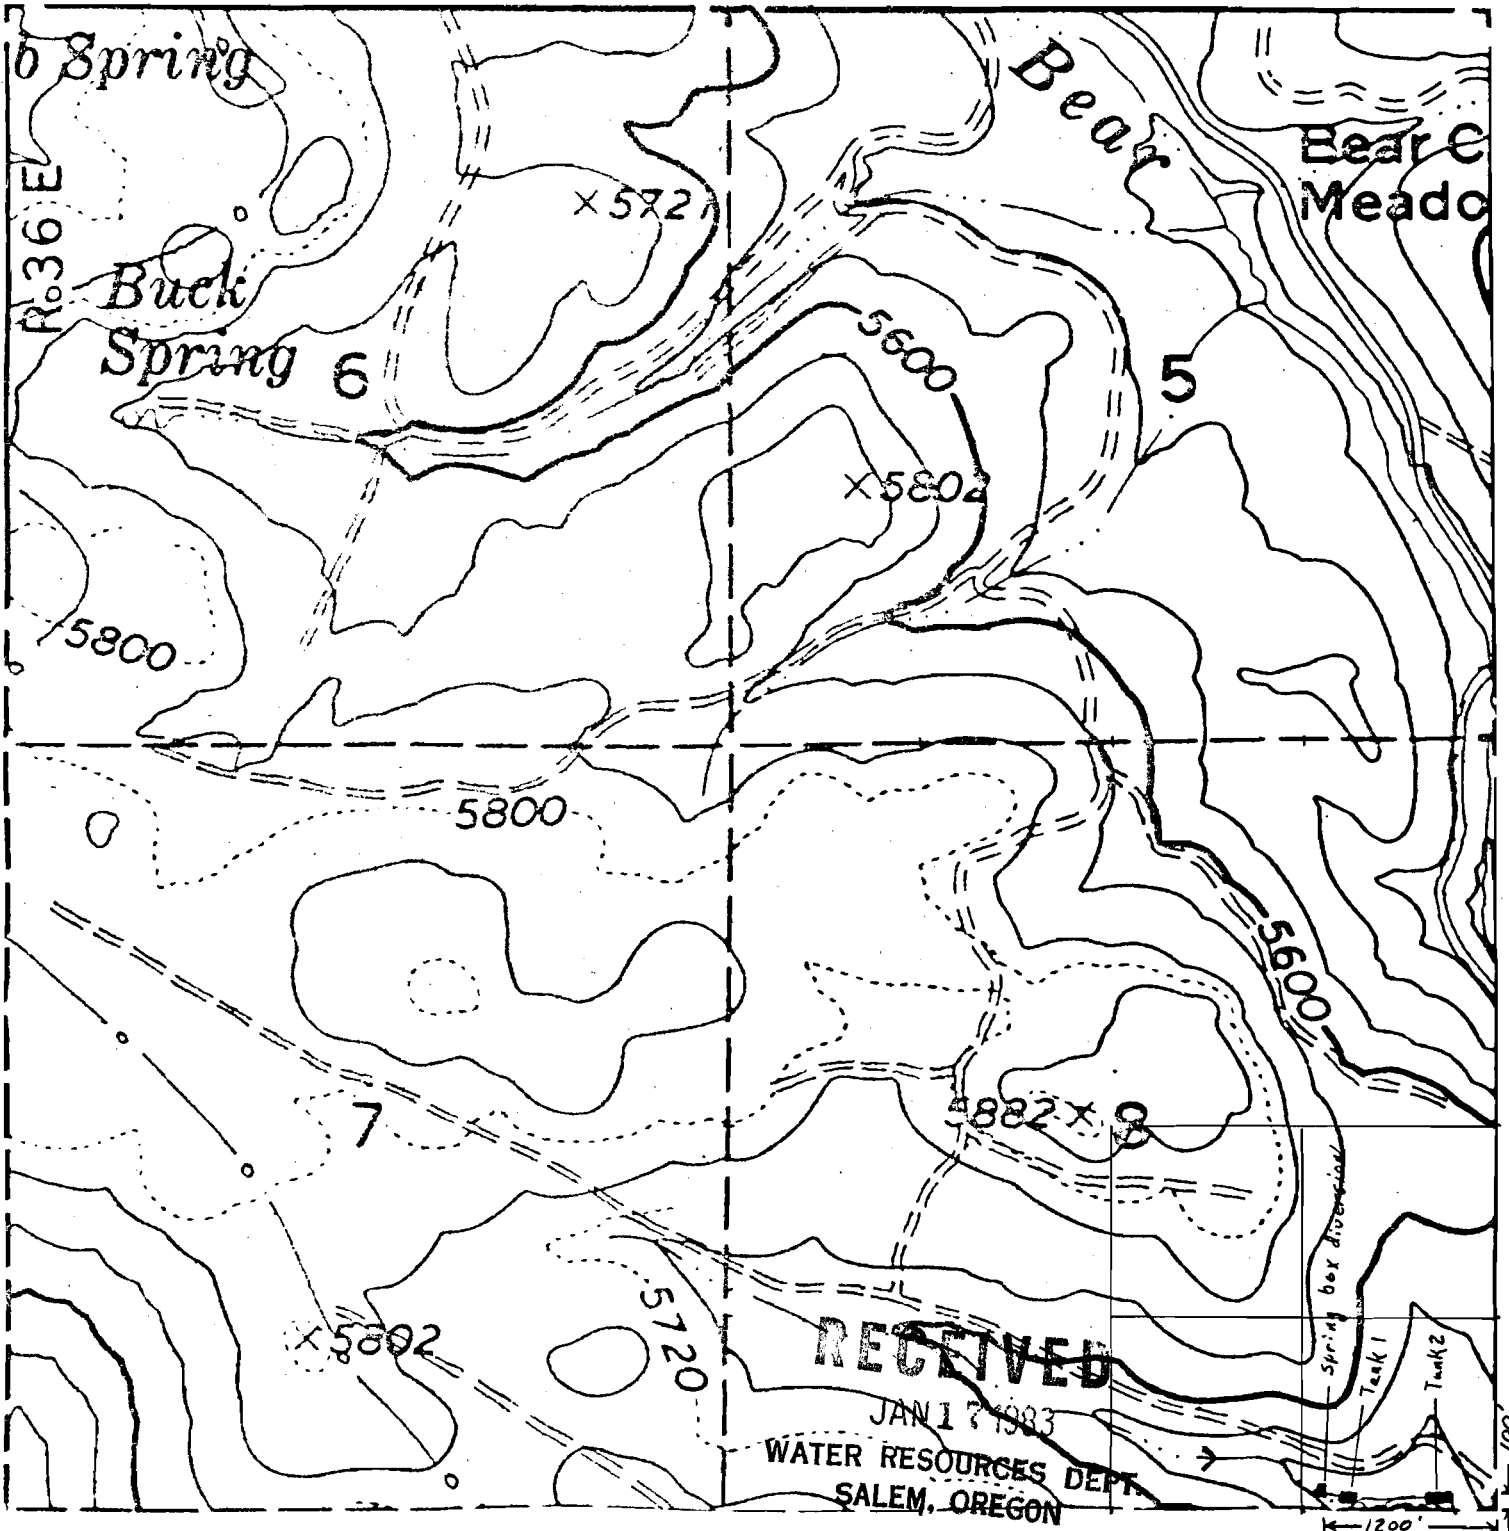 b Spring
Bear
Bear C
Meado
R. 36 E
×572
Buck
Spring
6
5600
5
×5802
5800
5800
5600
7
5882×
8
Spring box diversion
5720
×5802
Tank 1
Tank 2
RECEIVED
JAN 17 1983
WATER RESOURCES DEPT.
SALEM, OREGON
1200'
100'